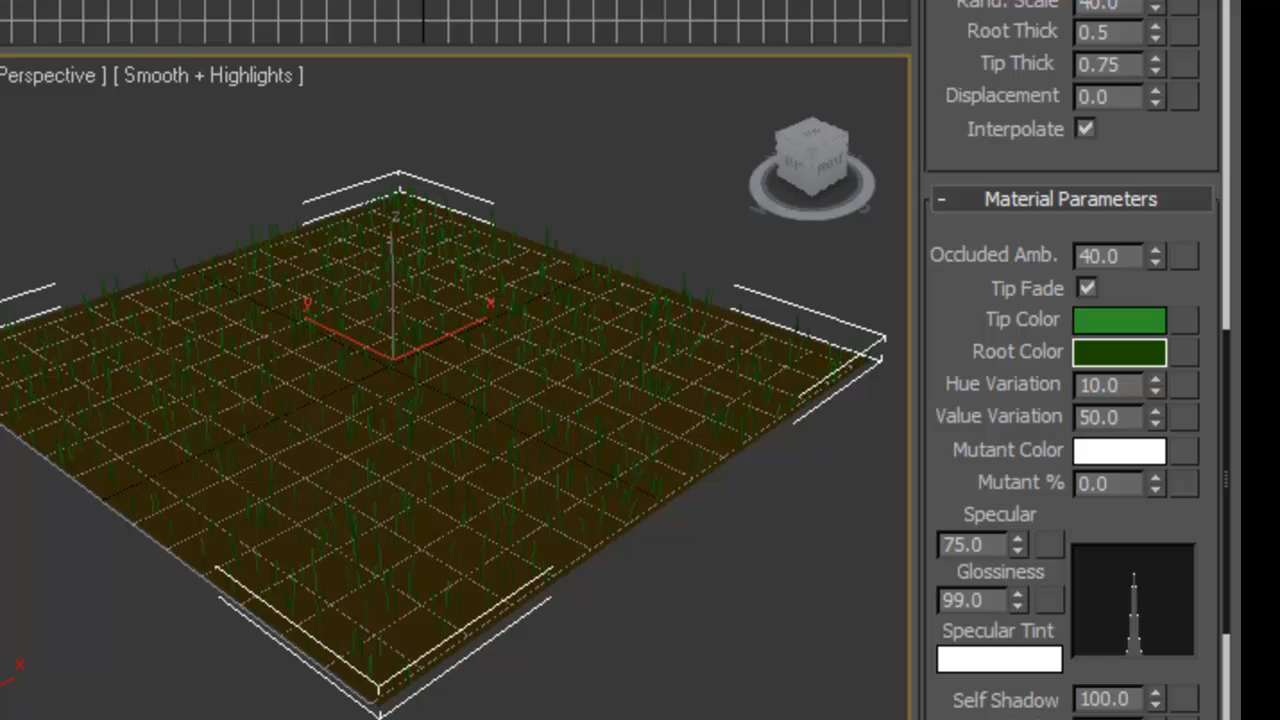 Rand. Scale 40.0
Root Thick 0.5
Perspective ] [ Smooth + Highlights ]
Tip Thick 0.75
Displacement 0.0
Interpolate
- Material Parameters
Occluded Amb. 40.0
Tip Fade
z
y x
Tip Color
Root Color
Hue Variation 10.0
Value Variation 50.0
Mutant Color
Mutant % 0.0
Specular
75.0
Glossiness
99.0
Specular Tint
x
Self Shadow 100.0